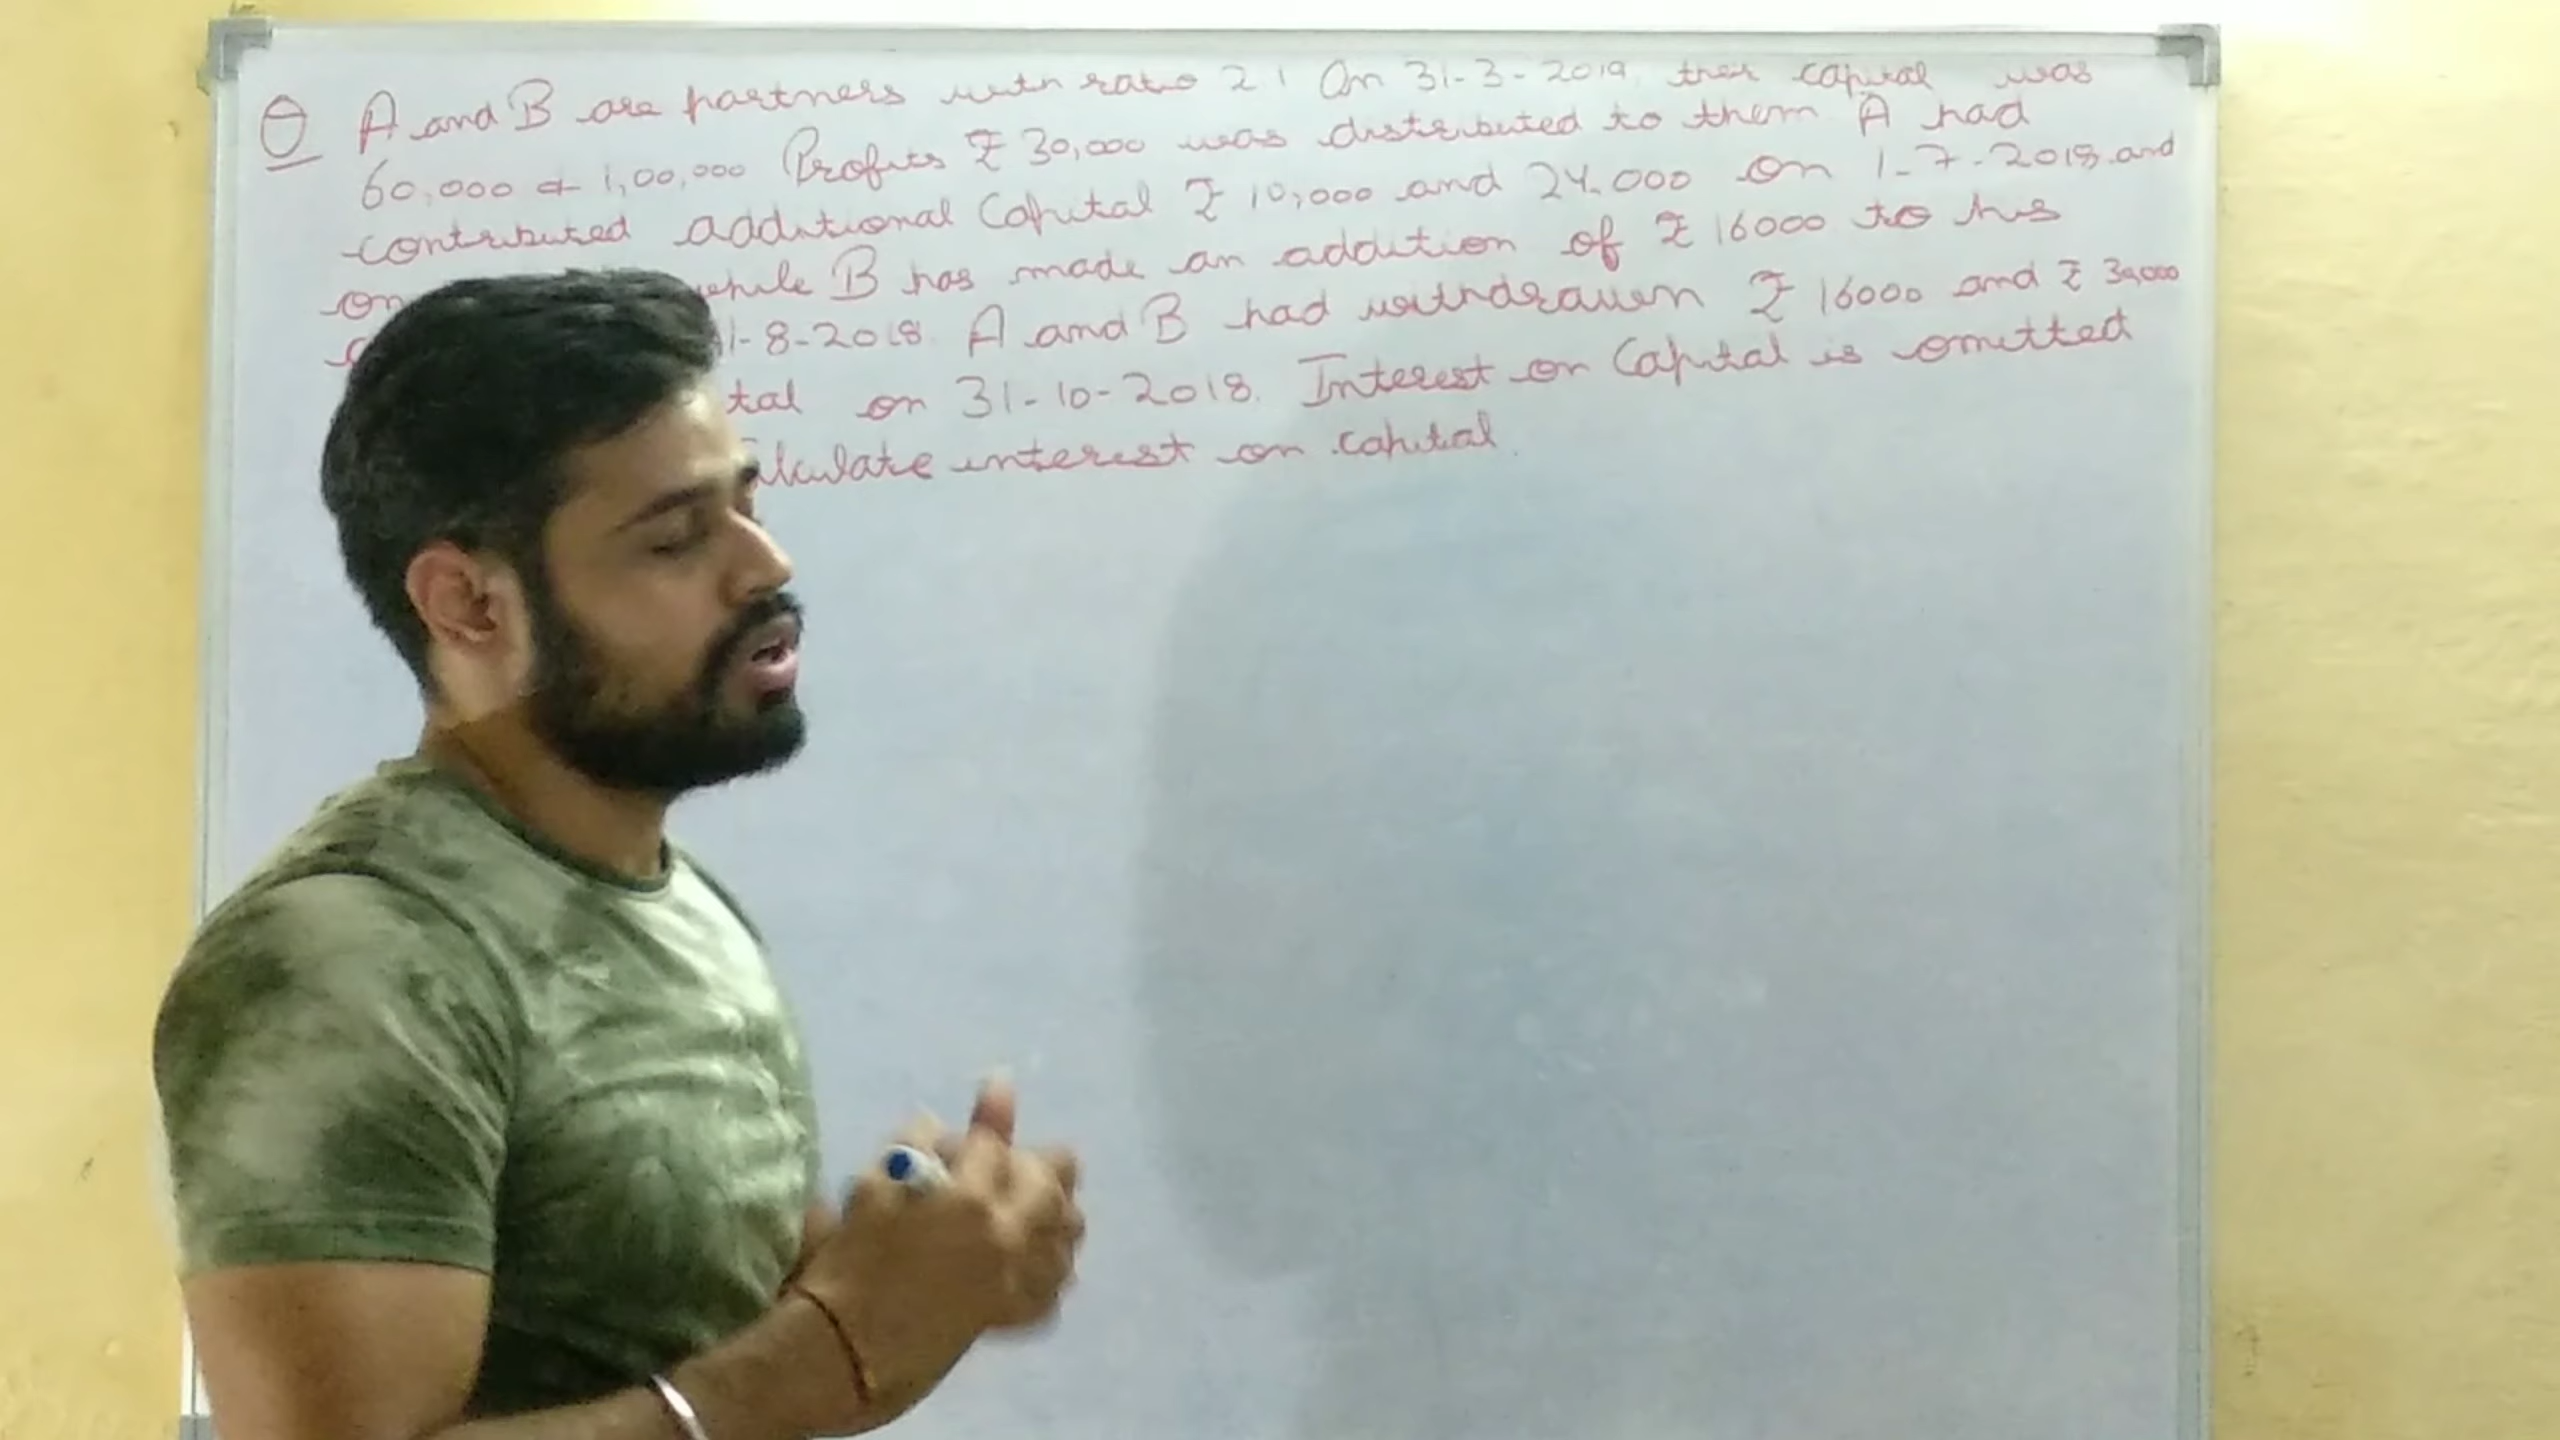 Q A and B are partners with ratio 2:1 On 31-3-2019, their capital was
60,000 & 1,00,000 Profits ₹ 30,000 was distributed to them A had
contributed additional Capital ₹ 10,000 and 24,000 on 1-7-2018 and
on while B has made an addition of ₹ 16000 to his
1-8-2018. A and B had withdrawn ₹ 16000 and ₹ 30,000
tal on 31-10-2018. Interest on Capital is omitted
alculate interest on capital.